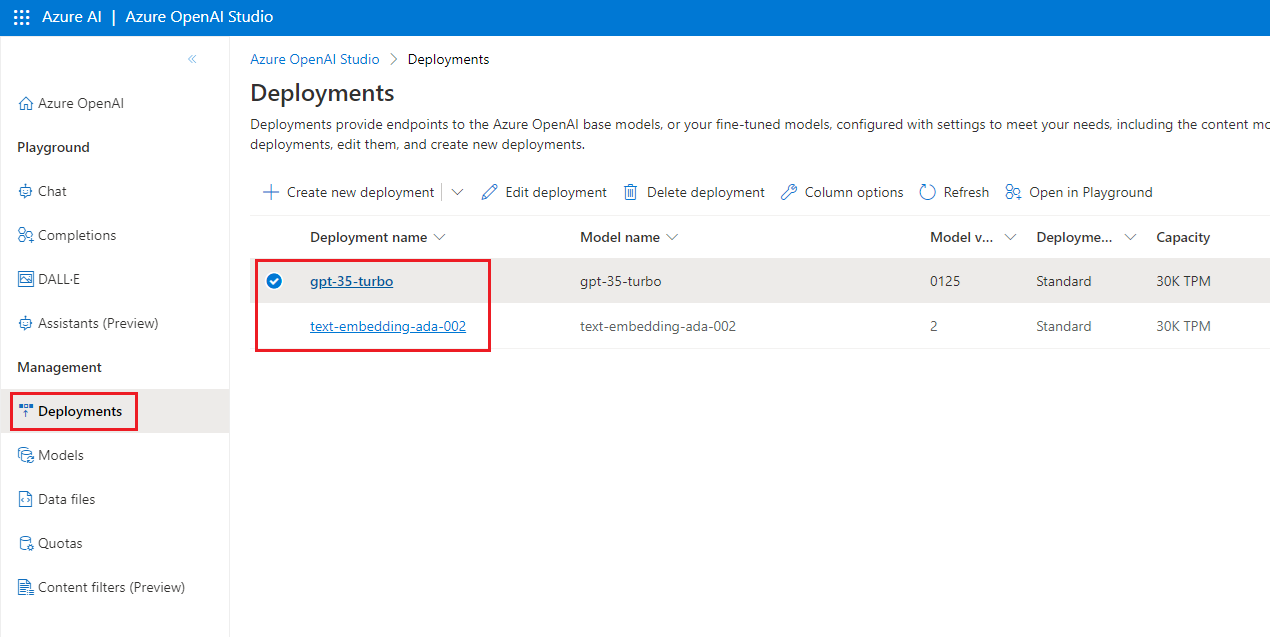 Azure AI | Azure OpenAI Studio
Azure OpenAI
Playground
Chat
Completions
DALL·E
Assistants (Preview)
Management
Deployments
Models
Data files
Quotas
Content filters (Preview)
Azure OpenAI Studio > Deployments
Deployments
Deployments provide endpoints to the Azure OpenAI base models, or your fine-tuned models, configured with settings to meet your needs, including the content mo
deployments, edit them, and create new deployments.
Create new deployment Edit deployment Delete deployment Column options Refresh Open in Playground
Deployment name Model name Model v... Deployme... Capacity
gpt-35-turbo gpt-35-turbo 0125 Standard 30K TPM
text-embedding-ada-002 text-embedding-ada-002 2 Standard 30K TPM